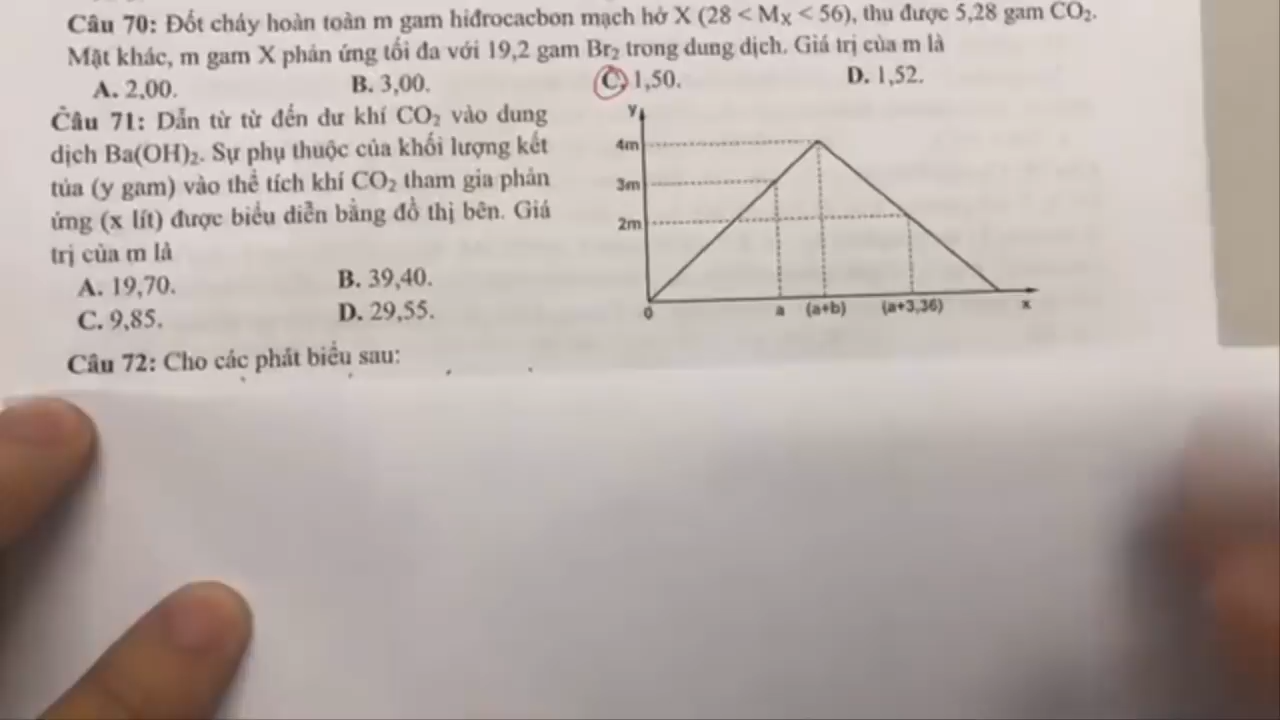 Câu 70: Đốt cháy hoàn toàn m gam hiđrocacbon mạch hở X (28 < Mₓ < 56), thu được 5,28 gam CO₂.
Mặt khác, m gam X phản ứng tối đa với 19,2 gam Br₂ trong dung dịch. Giá trị của m là
A. 2,00. B. 3,00. C. 1,50. D. 1,52.
Câu 71: Dẫn từ từ đến dư khí CO₂ vào dung
dịch Ba(OH)₂. Sự phụ thuộc của khối lượng kết
tủa (y gam) vào thể tích khí CO₂ tham gia phản
ứng (x lít) được biểu diễn bằng đồ thị bên. Giá
trị của m là
A. 19,70. B. 39,40.
C. 9,85. D. 29,55.
y
4m
3m
2m
0 a (a+b) (a+3,36) x
Câu 72: Cho các phát biểu sau: